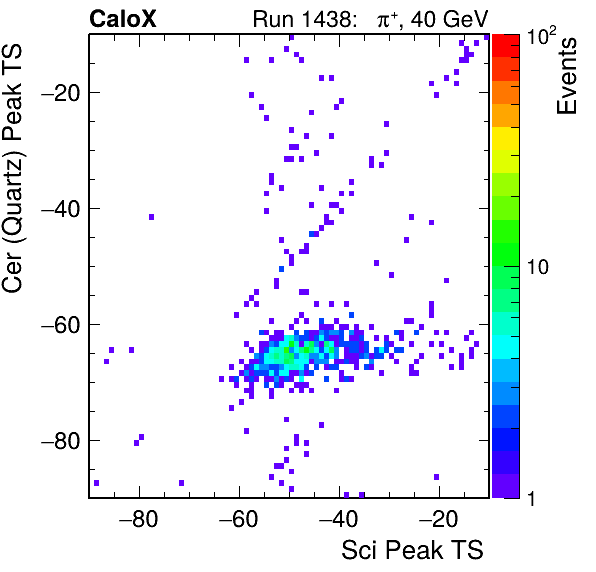 CaloX Run 1438: π⁺, 40 GeV
Cer (Quartz) Peak TS
−20
−40
−60
−80
−80 −60 −40 −20
Sci Peak TS
10²
10
1
Events